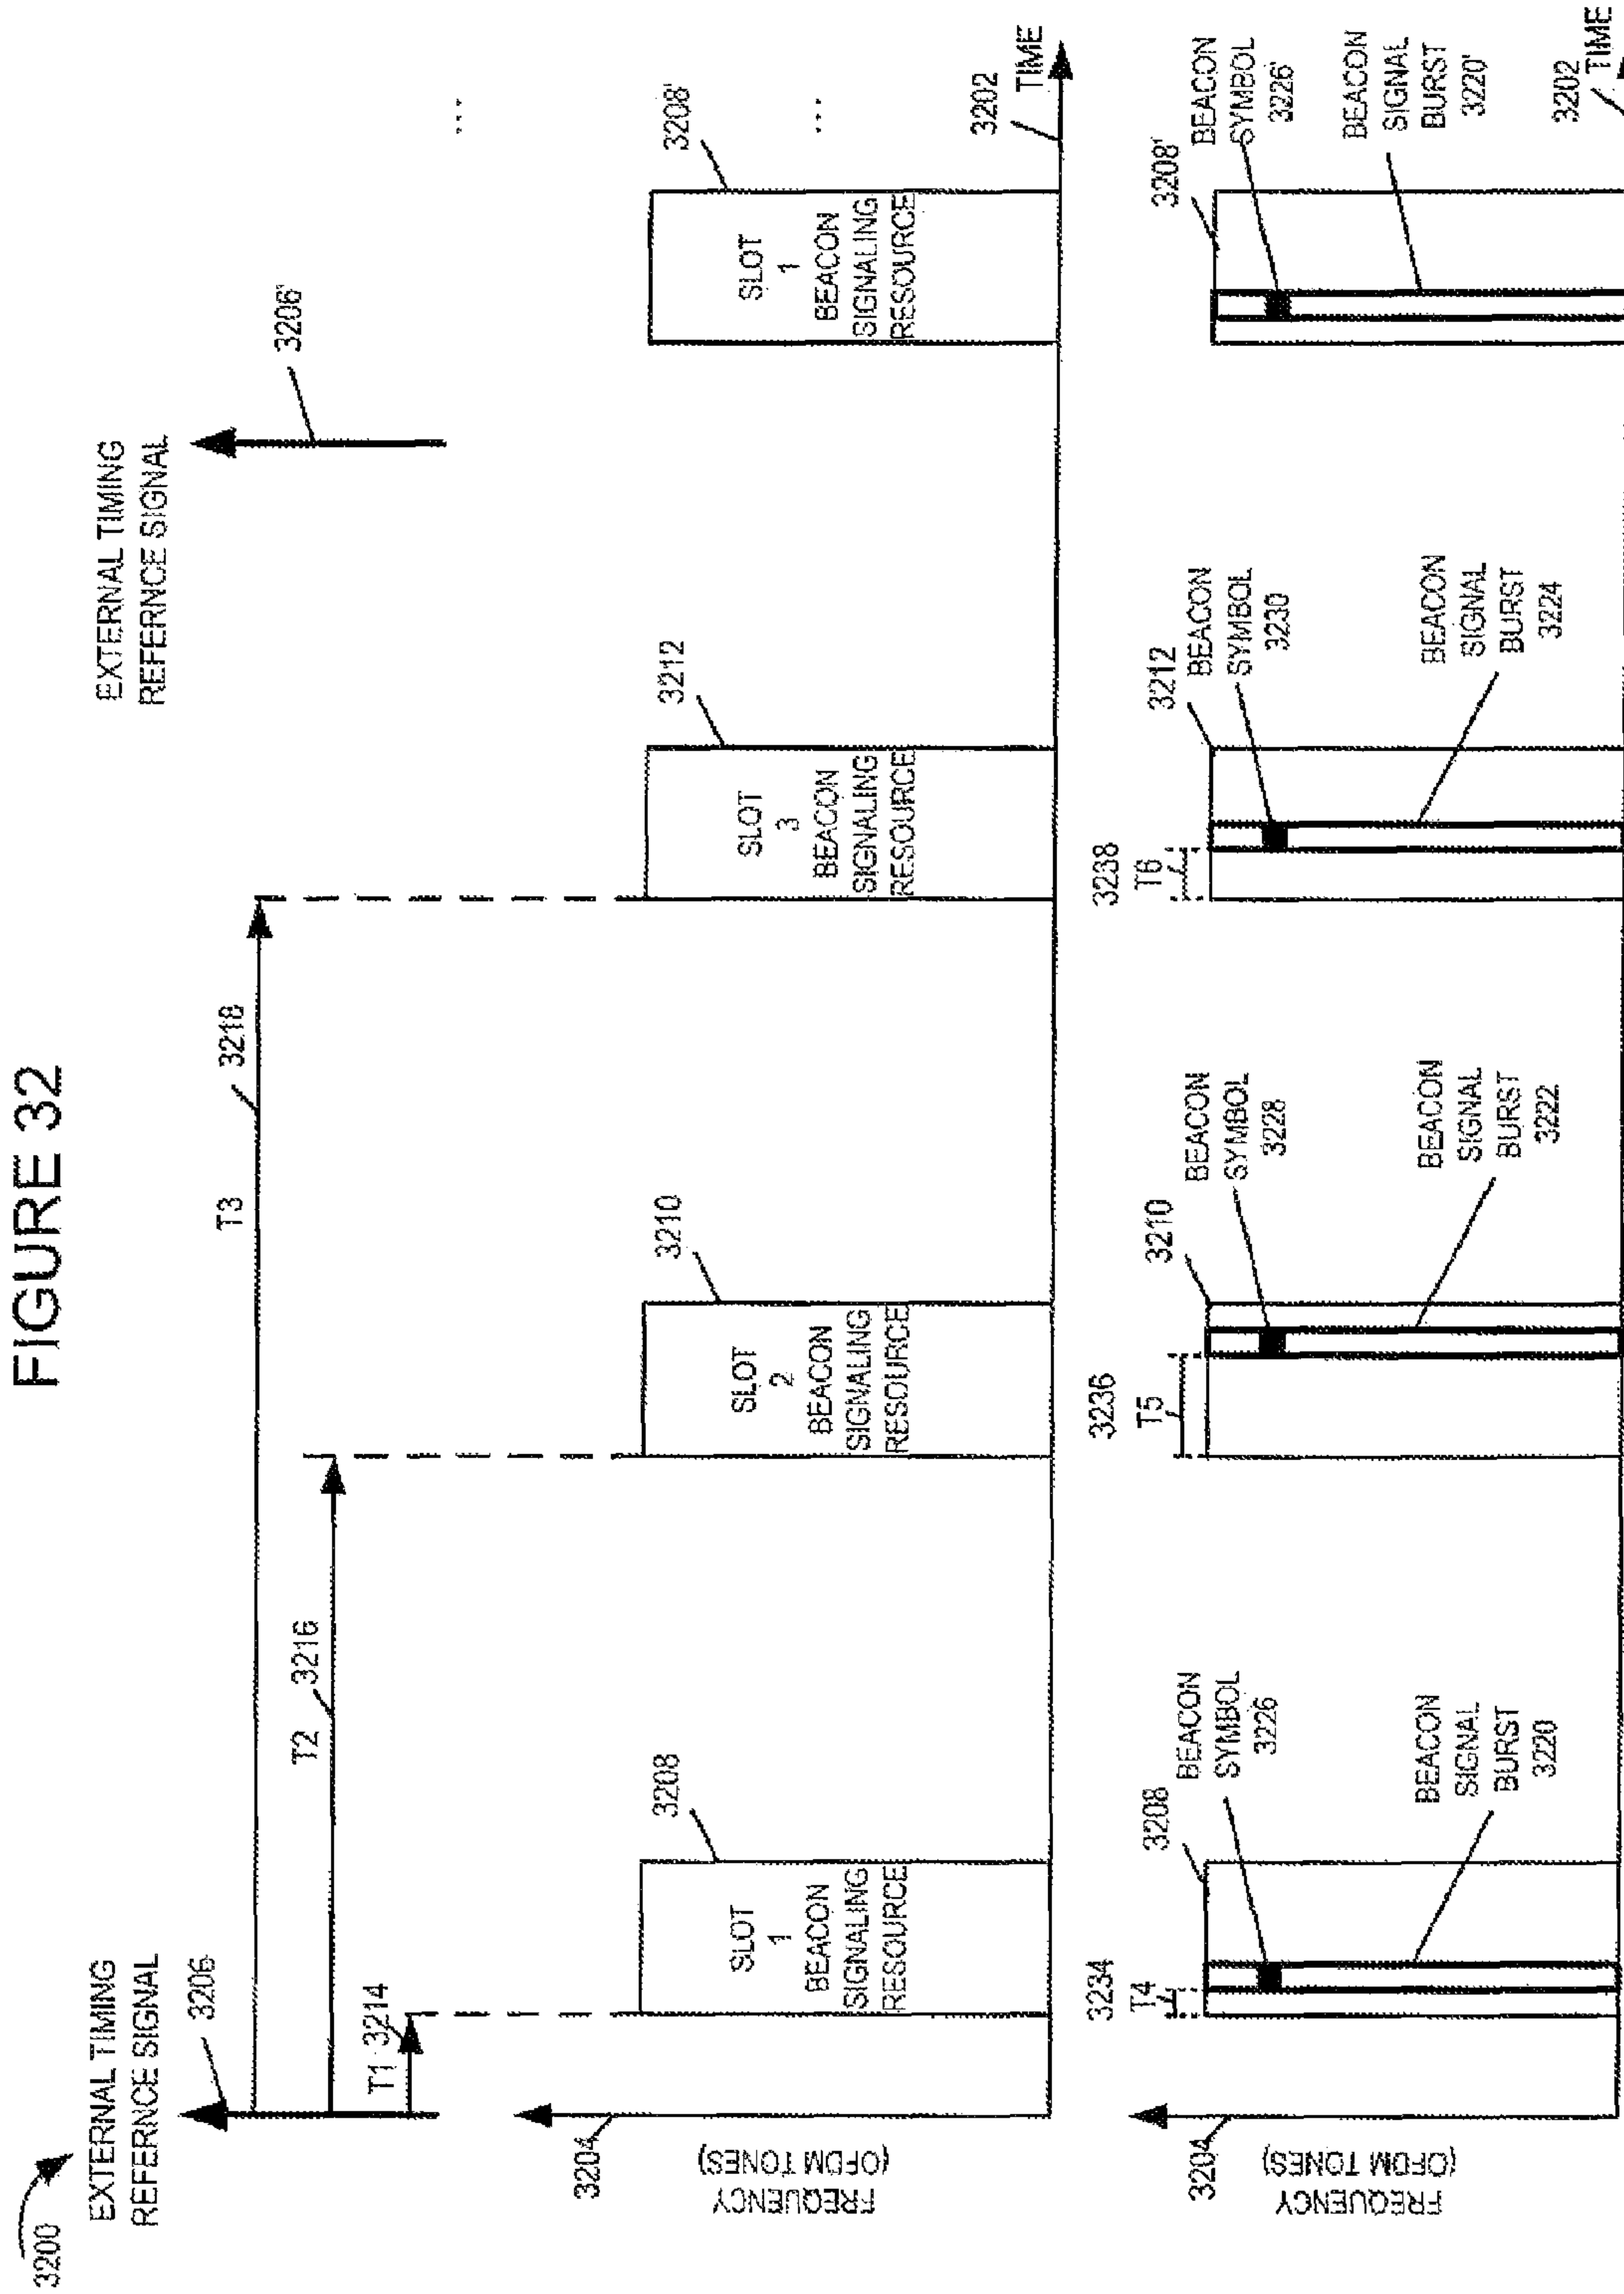 FIGURE 32
3200
EXTERNAL TIMING
REFERENCE SIGNAL
3206
EXTERNAL TIMING
REFERENCE SIGNAL
3206'
T3
3218
T2
3216
T1
3214
3204
FREQUENCY
(OFDM TONES)
SLOT
1
BEACON
SIGNALING
RESOURCE
3208
SLOT
2
BEACON
SIGNALING
RESOURCE
3210
SLOT
3
BEACON
SIGNALING
RESOURCE
3212
SLOT
1
BEACON
SIGNALING
RESOURCE
3208'
...
...
3202
TIME
3204
FREQUENCY
(OFDM TONES)
3234
T4
3208
BEACON
SYMBOL
3226
BEACON
SIGNAL
BURST
3220
3236
T5
3210
BEACON
SYMBOL
3228
BEACON
SIGNAL
BURST
3222
3238
T6
3212
BEACON
SYMBOL
3230
BEACON
SIGNAL
BURST
3224
3208'
BEACON
SYMBOL
3226'
BEACON
SIGNAL
BURST
3220'
3202
TIME